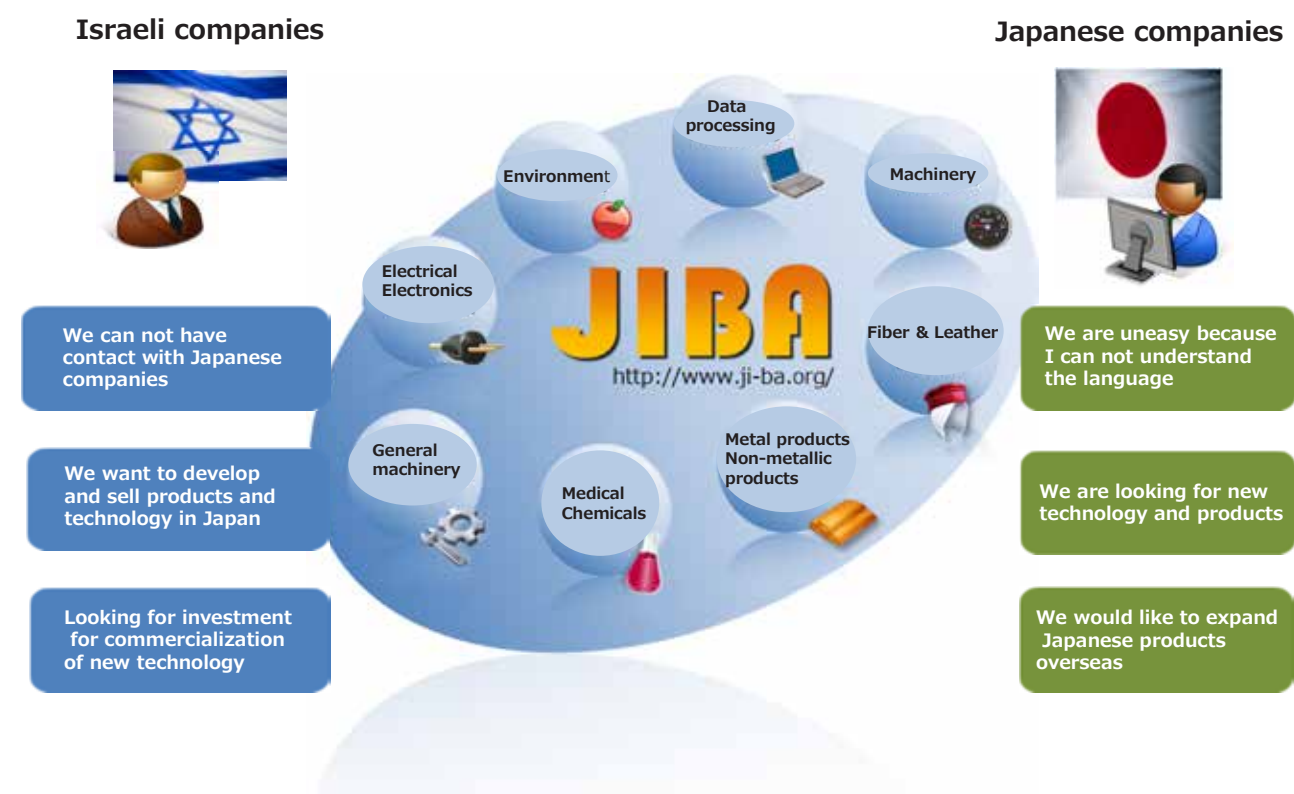 Israeli companies
Japanese companies
Data
processing
Environment
Machinery
Electrical
Electronics
JIBA
http://www.ji-ba.org/
Fiber & Leather
General
machinery
Medical
Chemicals
Metal products
Non-metallic
products
We can not have
contact with Japanese
companies
We want to develop
and sell products and
technology in Japan
Looking for investment
for commercialization
of new technology
We are uneasy because
I can not understand
the language
We are looking for new
technology and products
We would like to expand
Japanese products
overseas